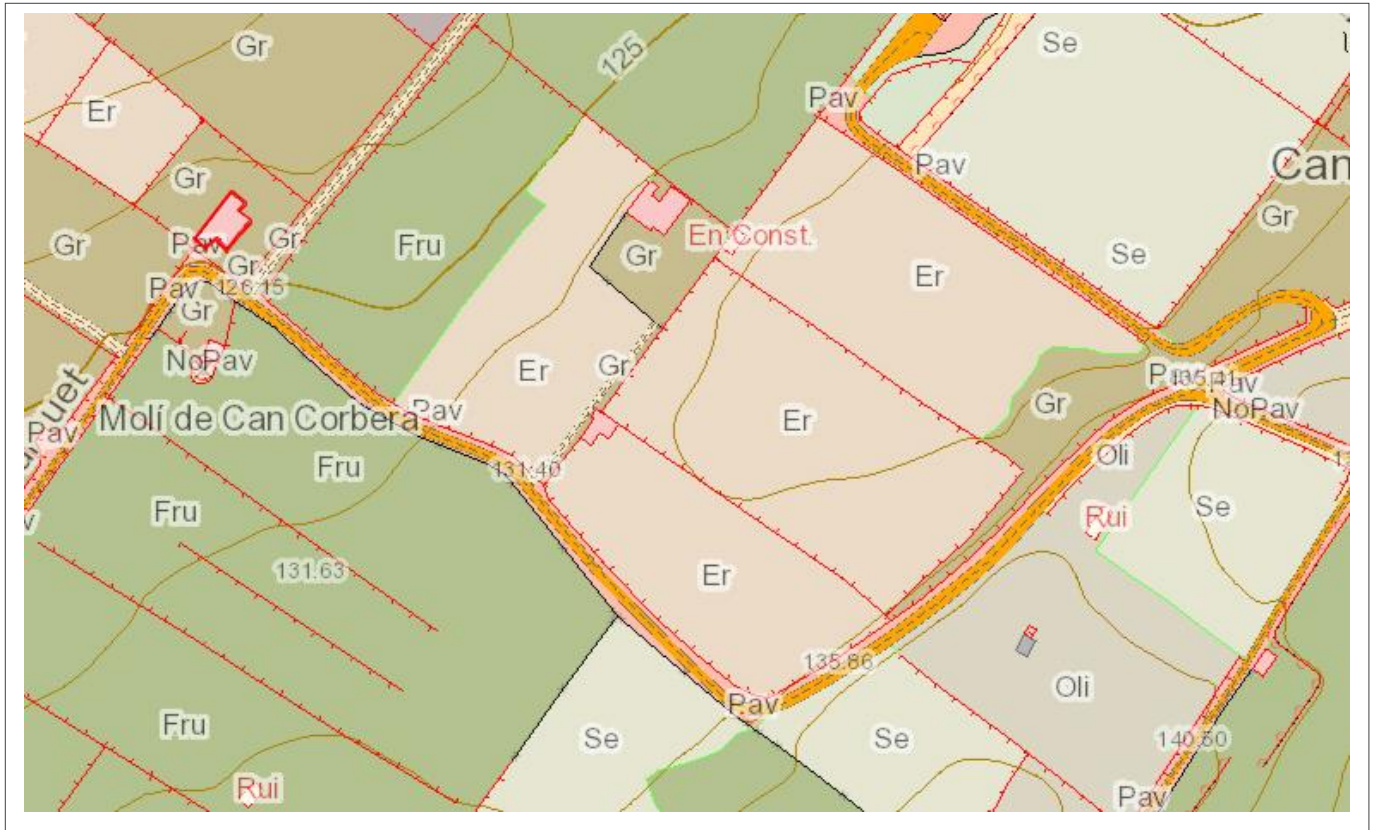 Gr
Se
125
Er
Pav
Pav
Can
Gr
Gr
Gr
Pav
Gr
Fru
En Const.
Se
Gr
Gr
Er
Pav
126.15
Gr
NoPav
Er
Gr
Pav
Molí de Can Corbera
Pav
Gr
Er
NoPav
Pav
Fru
131.40
Oli
Fru
Rui
Se
131.63
Er
135.86
Oli
Pav
Fru
Se
Se
140.50
Rui
Pav